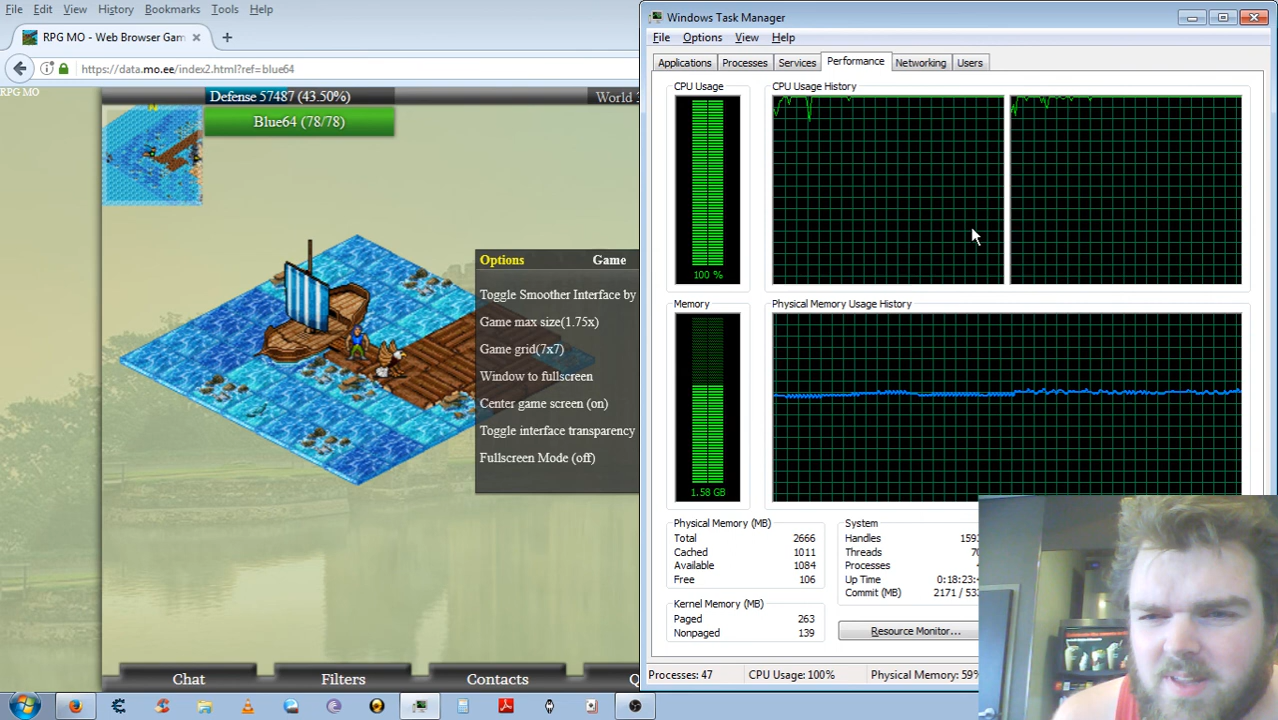 File Edit View History Bookmarks Tools Help
RPG MO - Web Browser Gam
https://data.mo.ee/index2.html?ref=blue64
RPG MO
Defense 57487 (43.50%)
World
Blue64 (78/78)
N
Options Game
Toggle Smoother Interface by
Game max size(1.75x)
Game grid(7x7)
Window to fullscreen
Center game screen (on)
Toggle interface transparency
Fullscreen Mode (off)
Chat Filters Contacts Q
Windows Task Manager
File Options View Help
Applications Processes Services Performance Networking Users
CPU Usage
CPU Usage History
100 %
Memory
Physical Memory Usage History
1.58 GB
Physical Memory (MB)
Total 2666
Cached 1011
Available 1084
Free 106
Kernel Memory (MB)
Paged 263
Nonpaged 139
System
Handles 1593
Threads 70
Processes
Up Time 0:18:23:4
Commit (MB) 2171 / 533
Resource Monitor...
Processes: 47 CPU Usage: 100% Physical Memory: 59%